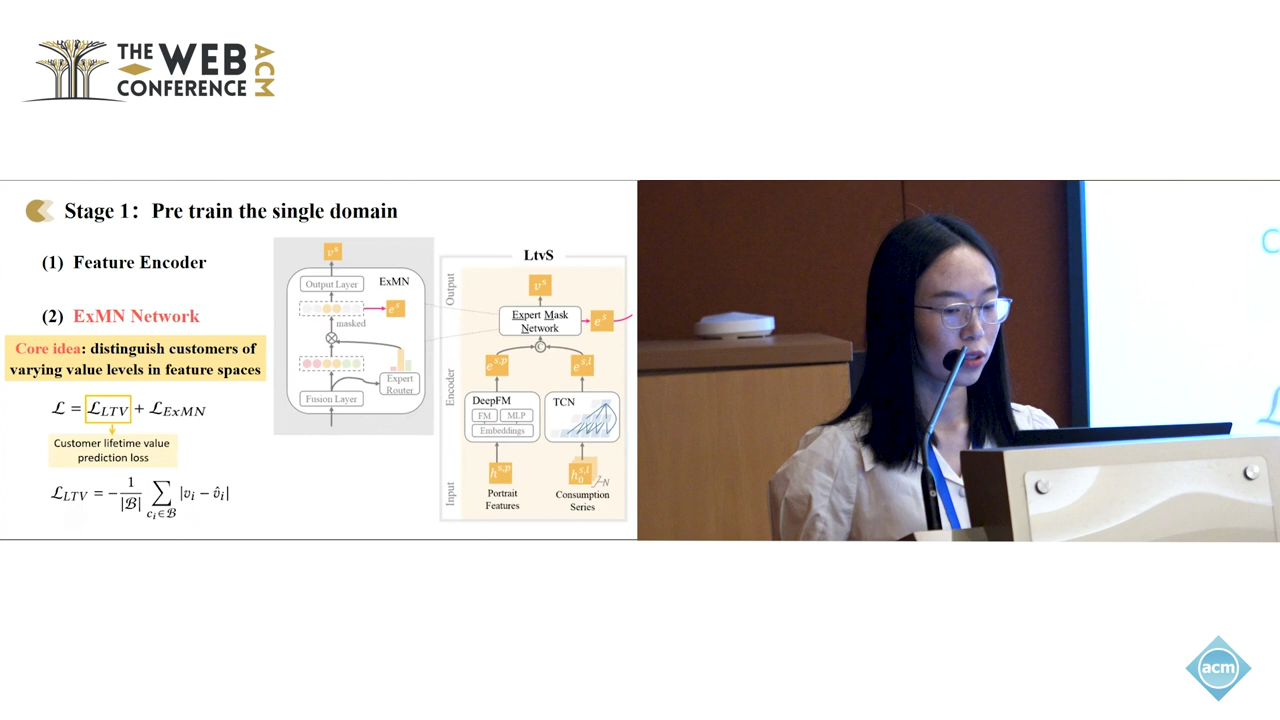 THE WEB
CONFERENCE
ACM
Stage 1: Pre train the single domain
(1) Feature Encoder
(2) ExMN Network
Core idea: distinguish customers of
varying value levels in feature spaces
ℒ = ℒ_LTV + ℒ_ExMN
Customer lifetime value
prediction loss
ℒ_LTV = −1/|ℬ| ∑_{c_i∈ℬ} |v_i − v̂_i|
v^s
Output Layer
ExMN
e^s
masked
Expert
Router
Fusion Layer
LtvS
Output
v^s
Expert Mask
Network
e^s
C
e^{s,p}
e^{s,l}
Encoder
DeepFM
FM
MLP
Embeddings
TCN
Input
h^{s,p}
h_0^{s,l}
N
Portrait
Features
Consumption
Series
C
acm